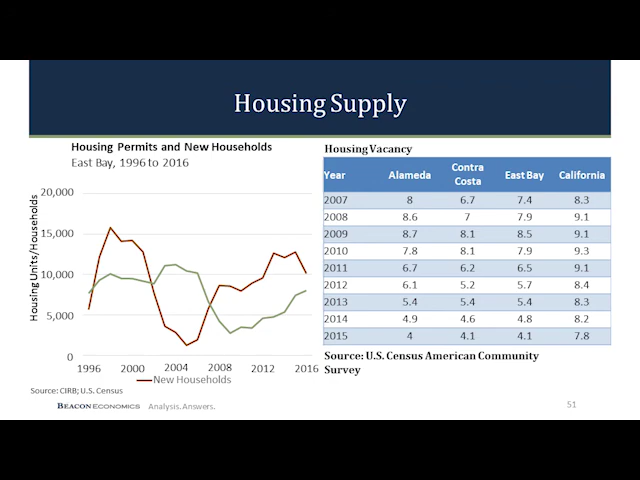 Housing Supply
Housing Permits and New Households
East Bay, 1996 to 2016
Housing Units/Households
20,000
15,000
10,000
5,000
0
1996 2000 2004 2008 2012 2016
New Households
Source: CIRB; U.S. Census
Housing Vacancy
Year Alameda Contra Costa East Bay California
2007 8 6.7 7.4 8.3
2008 8.6 7 7.9 9.1
2009 8.7 8.1 8.5 9.1
2010 7.8 8.1 7.9 9.3
2011 6.7 6.2 6.5 9.1
2012 6.1 5.2 5.7 8.4
2013 5.4 5.4 5.4 8.3
2014 4.9 4.6 4.8 8.2
2015 4 4.1 4.1 7.8
Source: U.S. Census American Community
Survey
BEACON ECONOMICS Analysis. Answers.
51